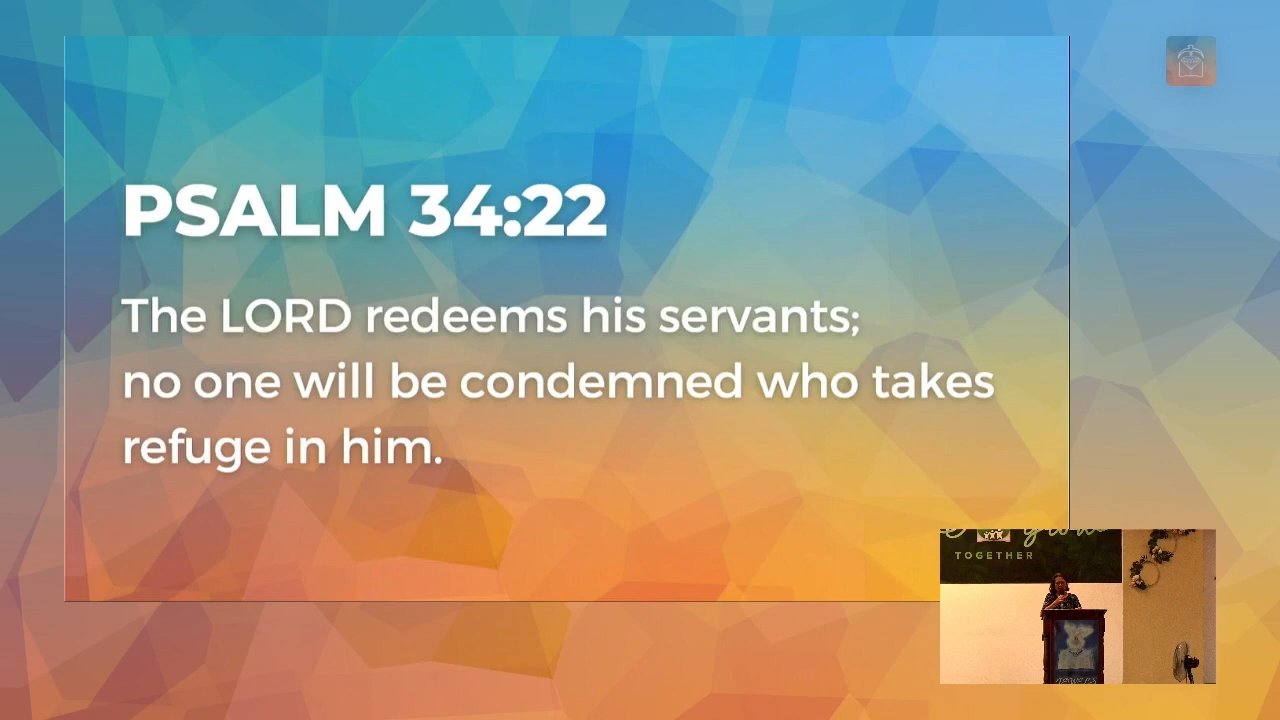 PSALM 34:22
The LORD redeems his servants;
no one will be condemned who takes
refuge in him.
TOGETHER